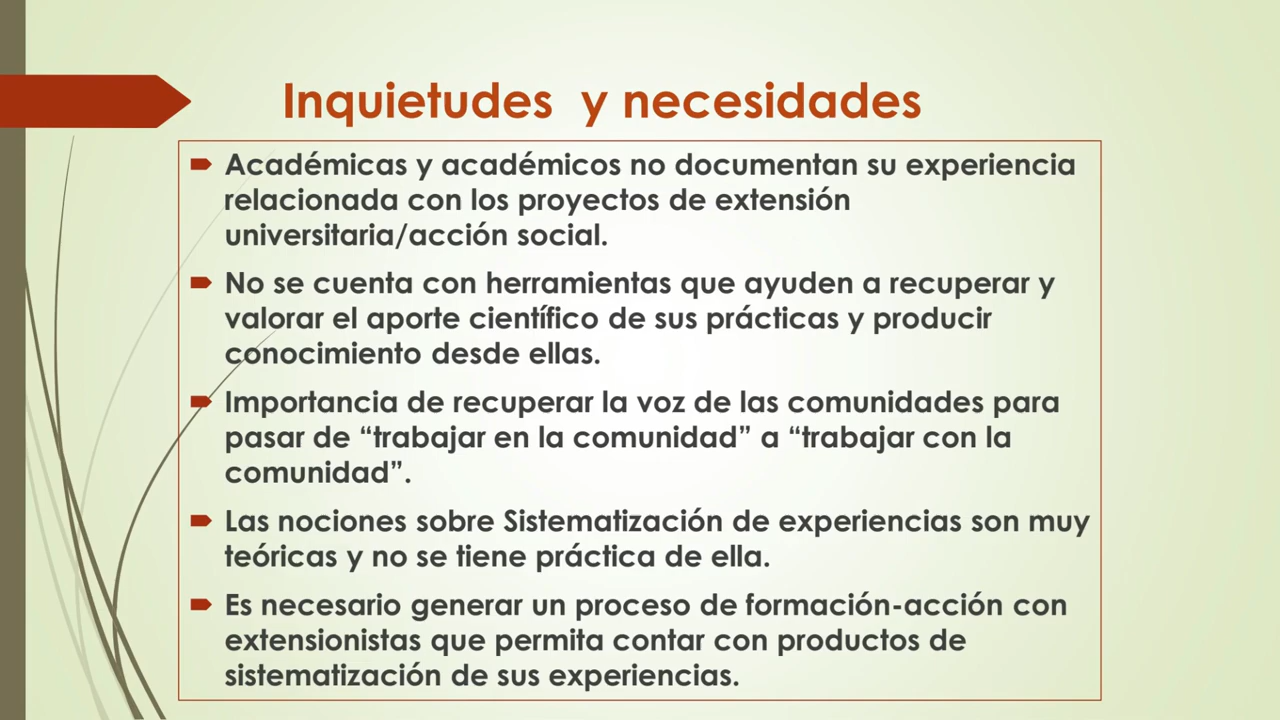 Inquietudes y necesidades
Académicas y académicos no documentan su experiencia
relacionada con los proyectos de extensión
universitaria/acción social.
No se cuenta con herramientas que ayuden a recuperar y
valorar el aporte científico de sus prácticas y producir
conocimiento desde ellas.
Importancia de recuperar la voz de las comunidades para
pasar de “trabajar en la comunidad” a “trabajar con la
comunidad”.
Las nociones sobre Sistematización de experiencias son muy
teóricas y no se tiene práctica de ella.
Es necesario generar un proceso de formación-acción con
extensionistas que permita contar con productos de
sistematización de sus experiencias.